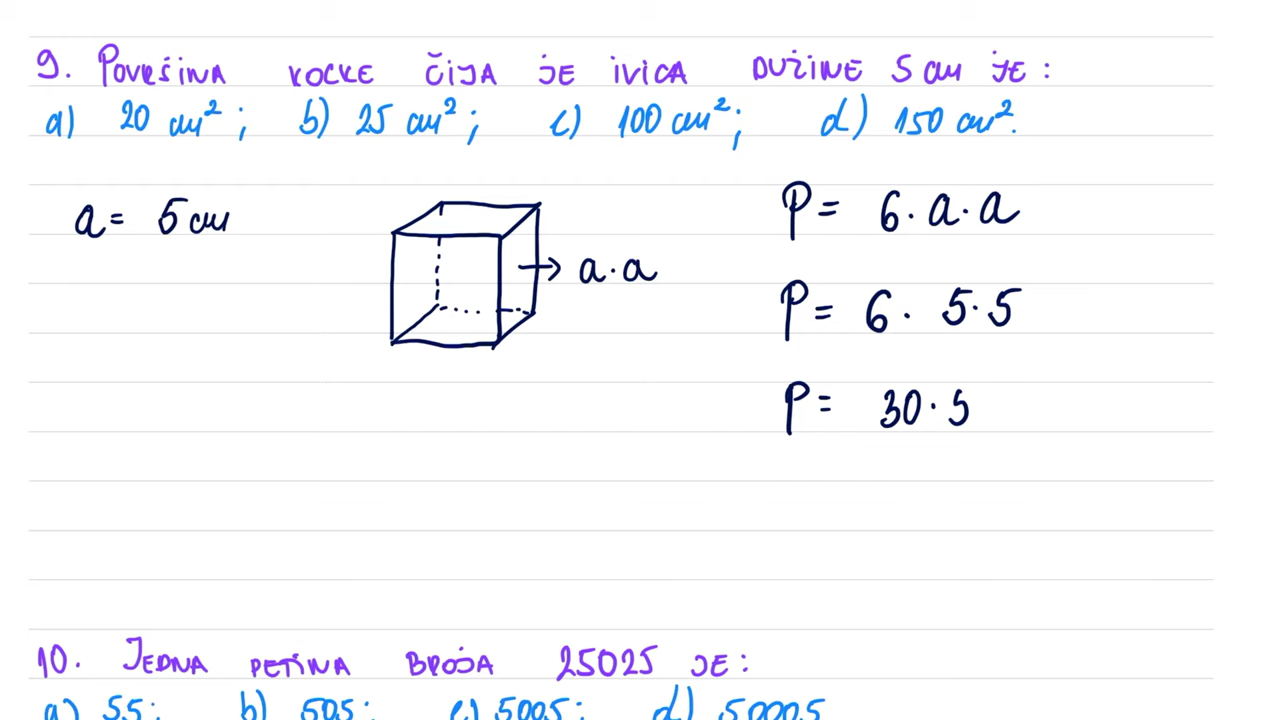 9. POVRŠINA KOCKE ČIJA JE IVICA DUŽINE 5 cm JE:
a) 20 cm²; b) 25 cm²; c) 100 cm²; d) 150 cm².
a = 5 cm
a·a
P = 6·a·a
P = 6·5·5
P = 30·5
10. JEDNA PETINA BROJA 25025 JE:
a) 55; b) 505; c) 5005; d) 50005